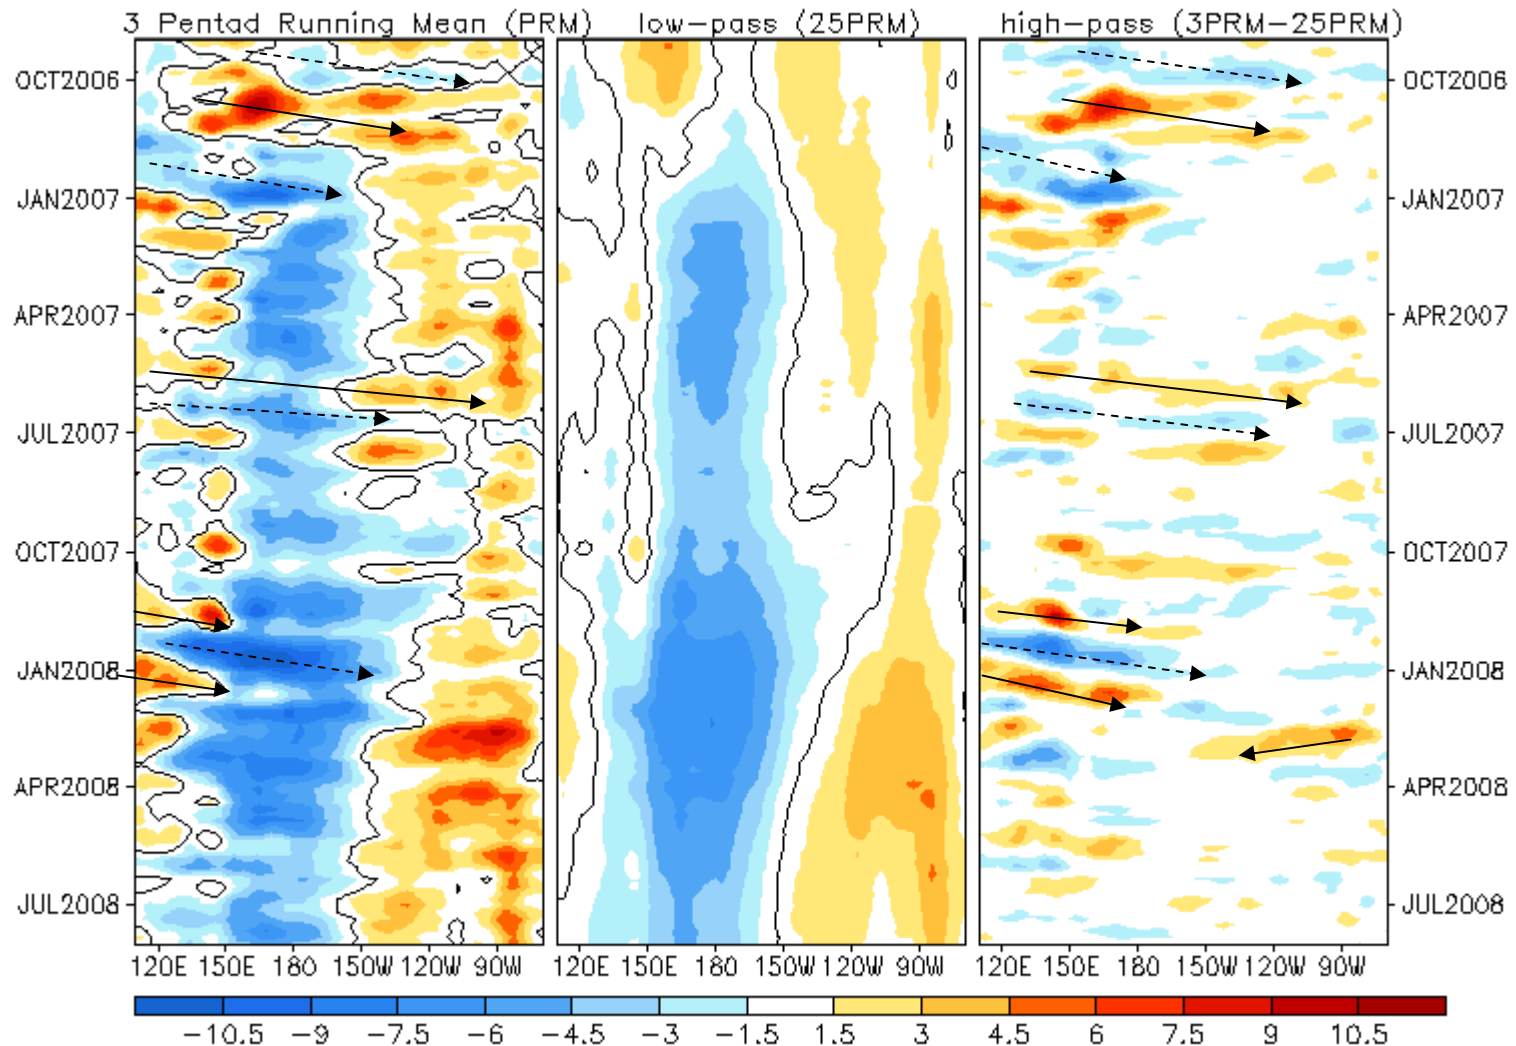 3 Pentad Running Mean (PRM) low-pass (25PRM) high-pass (3PRM-25PRM)
OCT2006 OCT2006
JAN2007 JAN2007
APR2007 APR2007
JUL2007 JUL2007
OCT2007 OCT2007
JAN2008 JAN2008
APR2008 APR2008
JUL2008 JUL2008
120E 150E 180 150W 120W 90W 120E 150E 180 150W 120W 90W 120E 150E 180 150W 120W 90W
-10.5 -9 -7.5 -6 -4.5 -3 -1.5 1.5 3 4.5 6 7.5 9 10.5